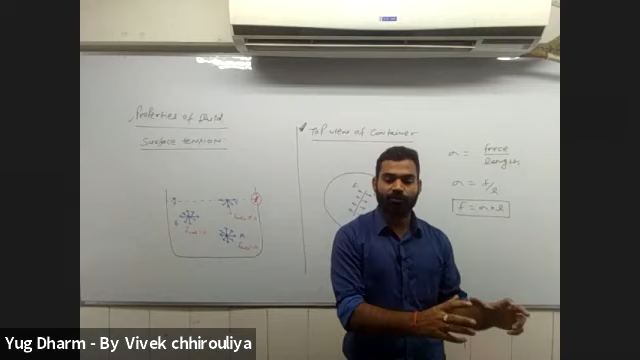 Properties of fluid
Surface tension
Top view of Container
σ = force
length
σ = f/l
f = σ × l
Yug Dharm - By Vivek chhirouliya